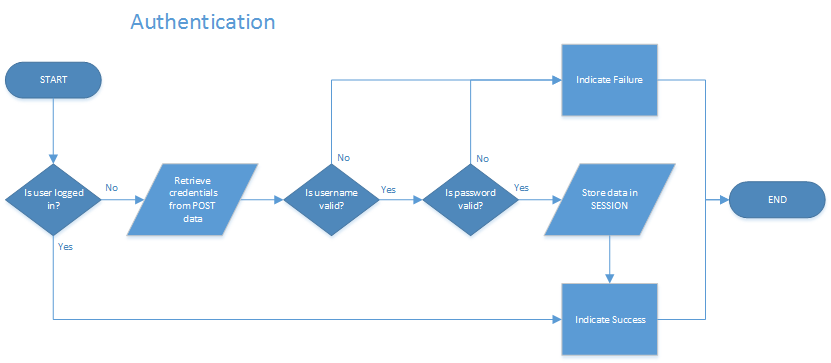 Authentication
START
Indicate Failure
No
No
Is user logged
in?
No
Retrieve
credentials
from POST
data
Is username
valid?
Yes
Is password
valid?
Yes
Store data in
SESSION
END
Yes
Indicate Success